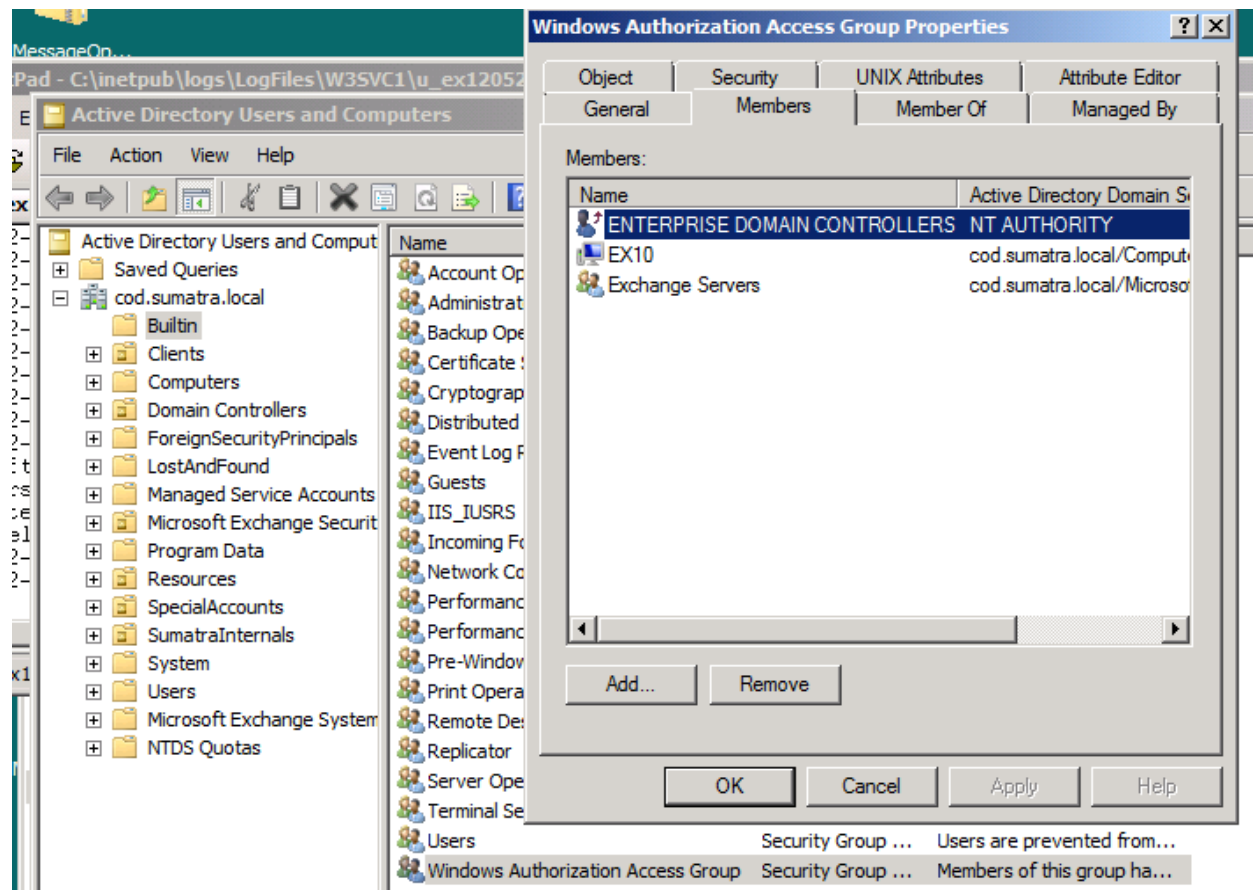 MessageOp...
Pad - C:\inetpub\logs\LogFiles\W3SVC1\u_ex12052
Active Directory Users and Computers
File Action View Help
Active Directory Users and Comput
Saved Queries
cod.sumatra.local
Builtin
Clients
Computers
Domain Controllers
ForeignSecurityPrincipals
LostAndFound
Managed Service Accounts
Microsoft Exchange Securit
Program Data
Resources
SpecialAccounts
SumatraInternals
System
Users
Microsoft Exchange System
NTDS Quotas
Name
Account Op
Administrat
Backup Ope
Certificate
Cryptograp
Distributed
Event Log R
Guests
IIS_IUSRS
Incoming Fo
Network Co
Performanc
Performanc
Pre-Window
Print Opera
Remote Des
Replicator
Server Ope
Terminal Se
Users Security Group ... Users are prevented from...
Windows Authorization Access Group Security Group ... Members of this group ha...
Windows Authorization Access Group Properties
Object Security UNIX Attributes Attribute Editor
General Members Member Of Managed By
Members:
Name Active Directory Domain Se
ENTERPRISE DOMAIN CONTROLLERS NT AUTHORITY
EX10 cod.sumatra.local/Compute
Exchange Servers cod.sumatra.local/Microsof
Add... Remove
OK Cancel Apply Help